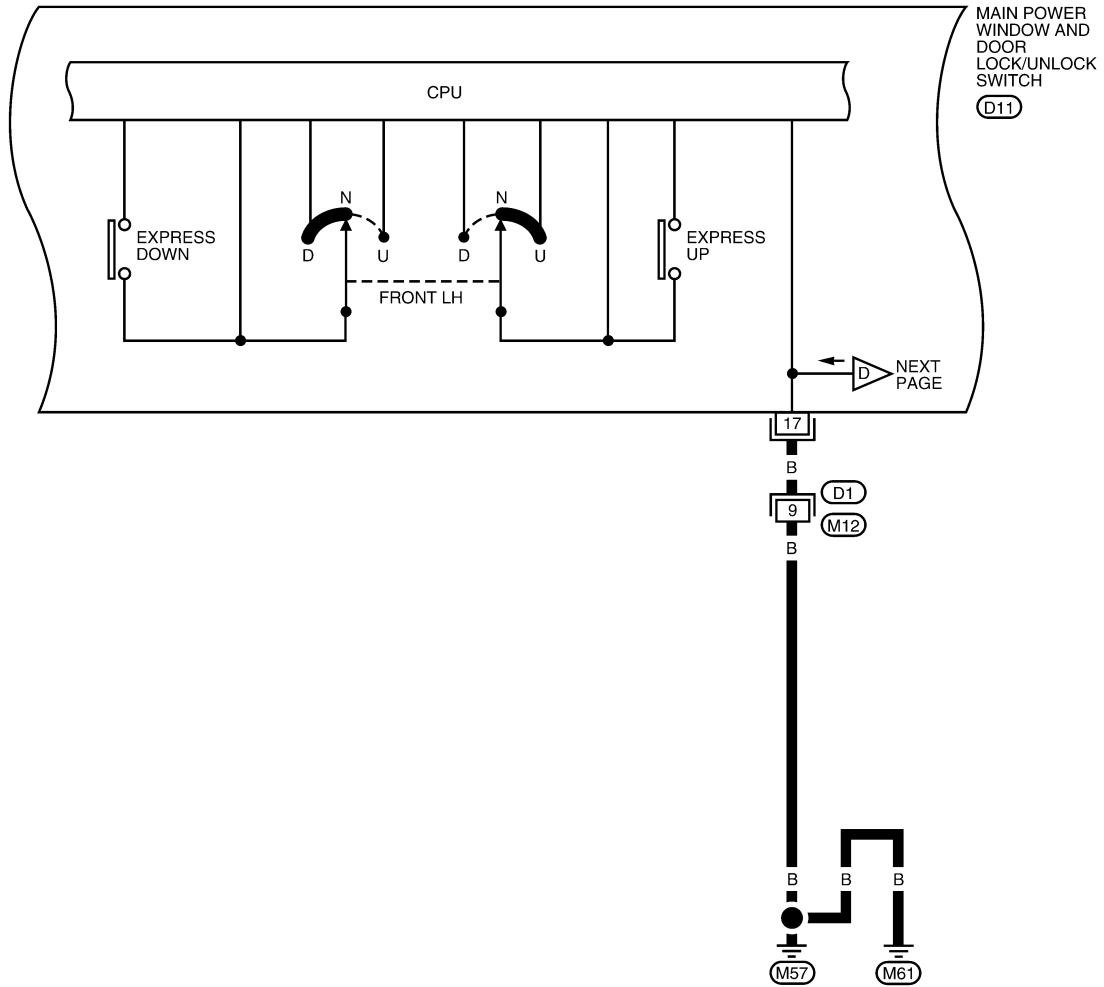 MAIN POWER
WINDOW AND
DOOR
LOCK/UNLOCK
SWITCH
D11
CPU
N
N
EXPRESS
DOWN
D
U
D
U
EXPRESS
UP
FRONT LH
D
NEXT
PAGE
17
B
D1
9
M12
B
B
B
B
M57
M61